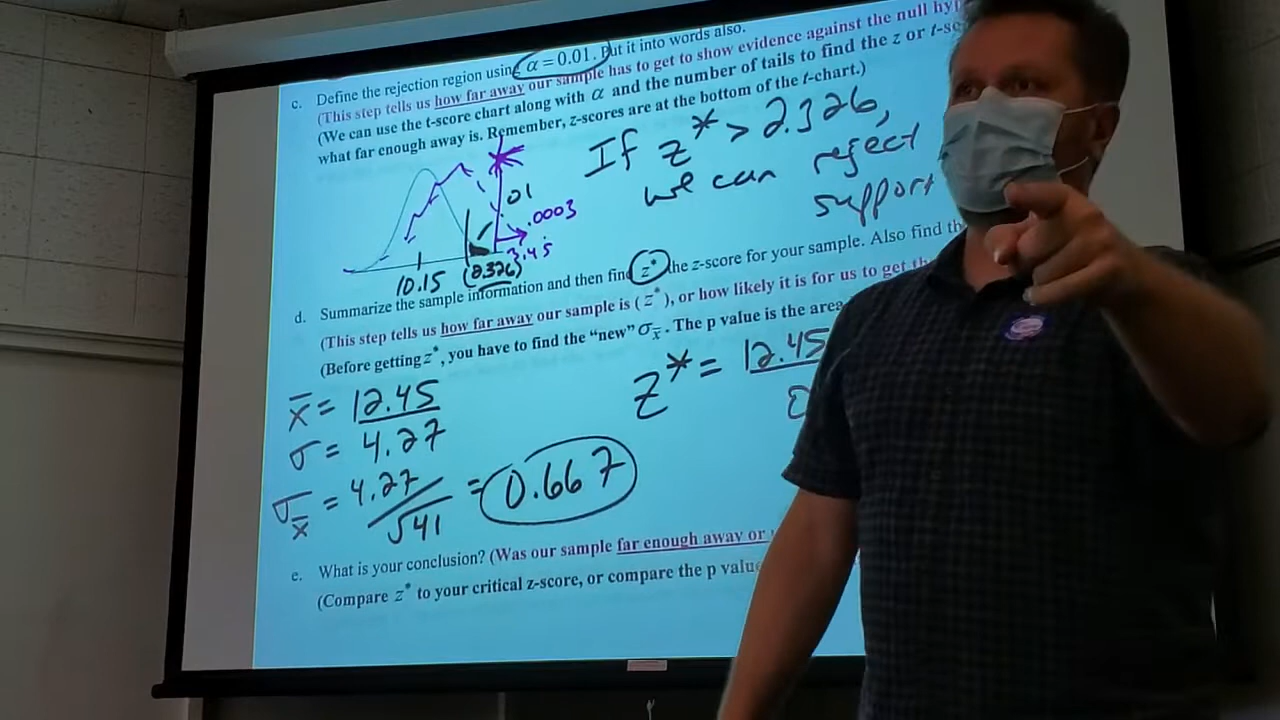 c. Define the rejection region using α = 0.01. Put it into words also.
(This step tells us how far away our sample has to get to show evidence against the null
(We can use the t-score chart along with α and the number of tails to find the z or
what far enough away is. Remember, z-scores are at the bottom of the t-chart.)
If z* > 2.326,
we can reject
support
.01
.0003
3.45
10.15 (2.326)
d. Summarize the sample information and then find z* the z-score for your sample. Also find
(This step tells us how far away our sample is (z*), or how likely it is for us to get
(Before getting z*, you have to find the “new” σx̅. The p value is the area
x̅ = 12.45
z* = 12.45
σ = 4.27
σx̅ = 4.27/√41 = 0.667
e. What is your conclusion? (Was our sample far enough away or
(Compare z* to your critical z-score, or compare the p